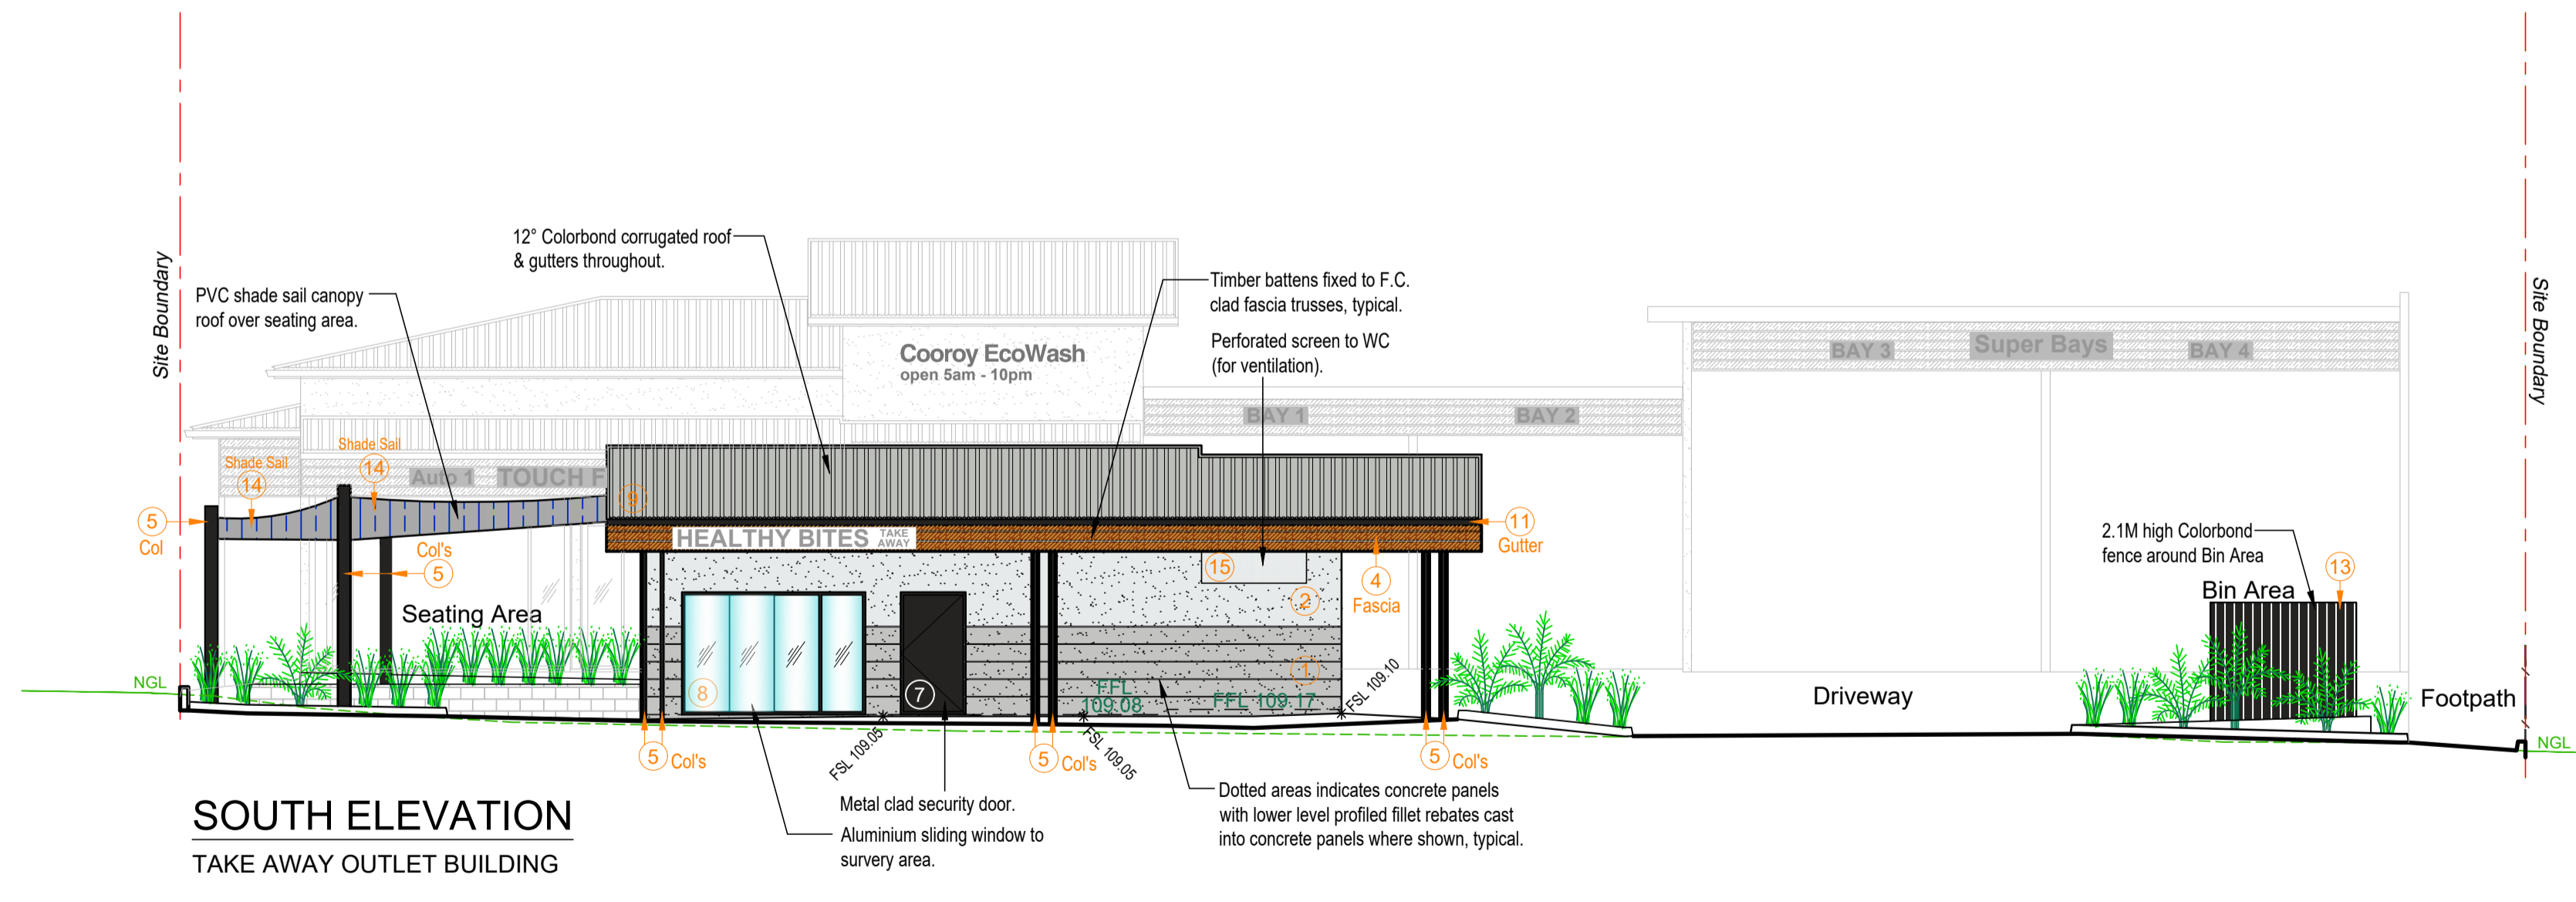 Site Boundary
Site Boundary
12° Colorbond corrugated roof
& gutters throughout.
PVC shade sail canopy
roof over seating area.
Timber battens fixed to F.C.
clad fascia trusses, typical.
Perforated screen to WC
(for ventilation).
Cooroy EcoWash
open 5am - 10pm
BAY 3
Super Bays
BAY 4
BAY 1
BAY 2
Shade Sail
14
Shade Sail
14
Auto 1
TOUCH F
9
5
Col
Col's
5
HEALTHY BITES
TAKE
AWAY
11
Gutter
15
4
Fascia
2
1
2.1M high Colorbond
fence around Bin Area
13
Bin Area
Seating Area
NGL
8
7
FFL
109.08
FFL 109.17
FSL 109.10
Driveway
Footpath
NGL
5
Col's
FSL 109.05
5
Col's
FSL 109.05
5
Col's
Metal clad security door.
Aluminium sliding window to
survery area.
Dotted areas indicates concrete panels
with lower level profiled fillet rebates cast
into concrete panels where shown, typical.
SOUTH ELEVATION
TAKE AWAY OUTLET BUILDING